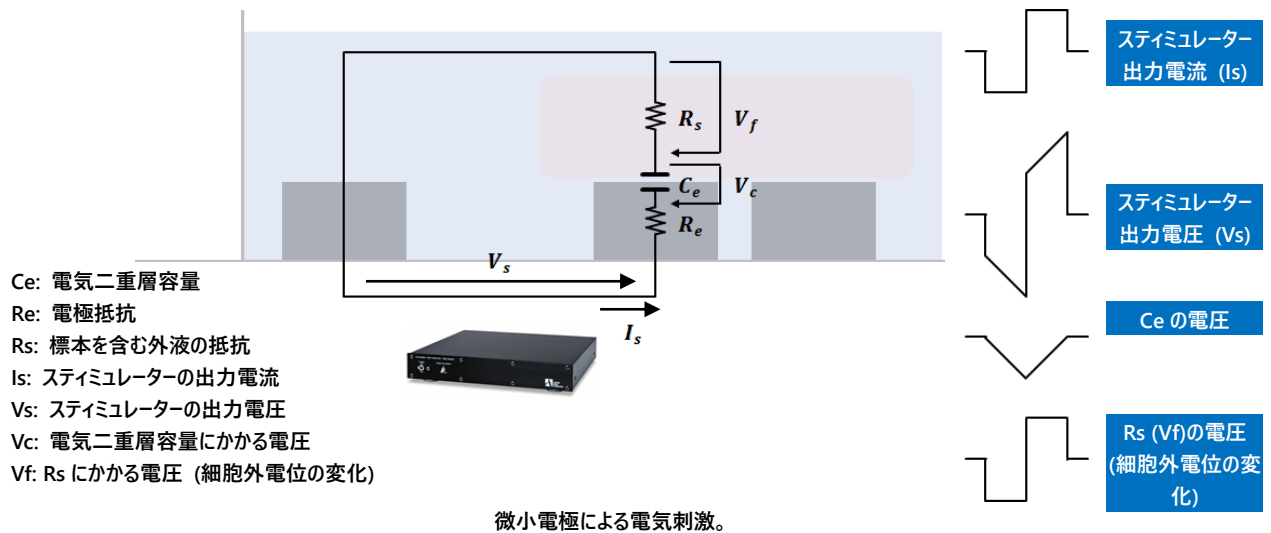 スティミュレーター
出力電流 (Is)
Rs
Vf
Ce
Vc
Re
スティミュレーター
出力電圧 (Vs)
Vs
Is
Ce: 電気二重層容量
Re: 電極抵抗
Rs: 標本を含む外液の抵抗
Is: スティミュレーターの出力電流
Vs: スティミュレーターの出力電圧
Vc: 電気二重層容量にかかる電圧
Vf: Rs にかかる電圧 (細胞外電位の変化)
Ce の電圧
Rs (Vf)の電圧
(細胞外電位の変
化)
微小電極による電気刺激。